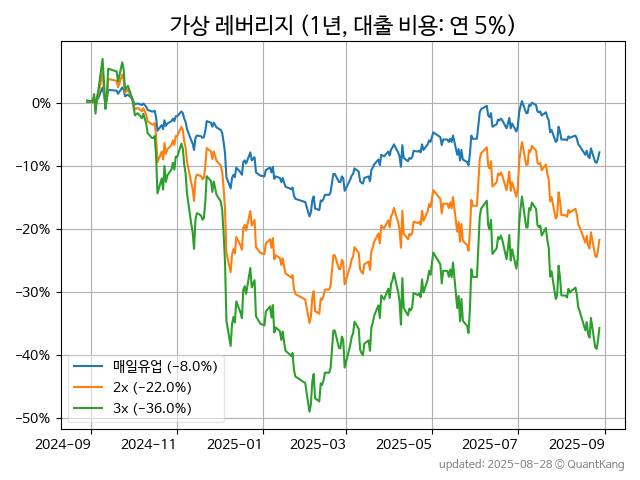 가상 레버리지 (1년, 대출 비용: 연 5%)
0%
−10%
−20%
−30%
−40%
−50%
매일유업 (−8.0%)
2x (−22.0%)
3x (−36.0%)
2024-09 2024-11 2025-01 2025-03 2025-05 2025-07 2025-09
updated: 2025-08-28 © QuantKang